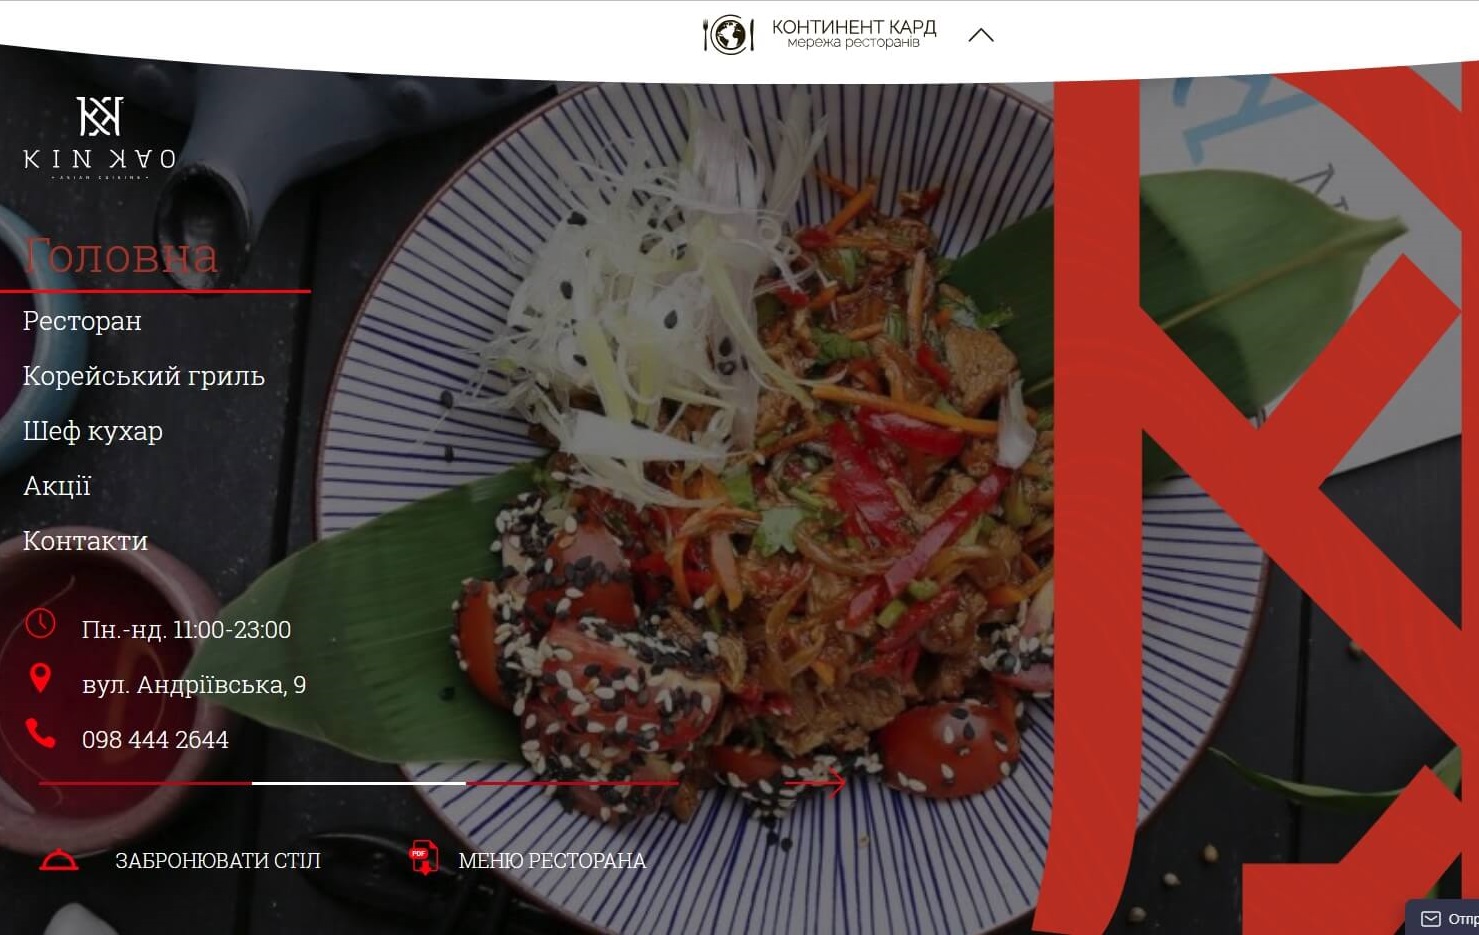 КОНТИНЕНТ КАРД
мережа ресторанів
KIN KAO
• ASIAN CUISINE •
Головна
Ресторан
Корейський гриль
Шеф кухар
Акції
Контакти
Пн.-нд. 11:00-23:00
вул. Андріївська, 9
098 444 2644
ЗАБРОНЮВАТИ СТІЛ
PDF
МЕНЮ РЕСТОРАНА